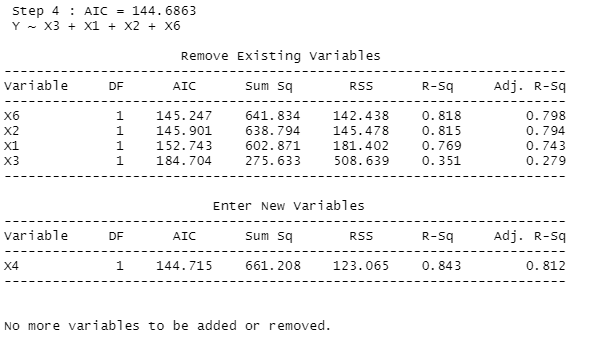 Step 4 : AIC = 144.6863
Y ~ X3 + X1 + X2 + X6
Remove Existing Variables
--------------------------------------------------------------------
Variable DF AIC Sum Sq RSS R-Sq Adj. R-Sq
--------------------------------------------------------------------
X6 1 145.247 641.834 142.438 0.818 0.798
X2 1 145.901 638.794 145.478 0.815 0.794
X1 1 152.743 602.871 181.402 0.769 0.743
X3 1 184.704 275.633 508.639 0.351 0.279
--------------------------------------------------------------------
Enter New Variables
--------------------------------------------------------------------
Variable DF AIC Sum Sq RSS R-Sq Adj. R-Sq
--------------------------------------------------------------------
X4 1 144.715 661.208 123.065 0.843 0.812
--------------------------------------------------------------------
No more variables to be added or removed.